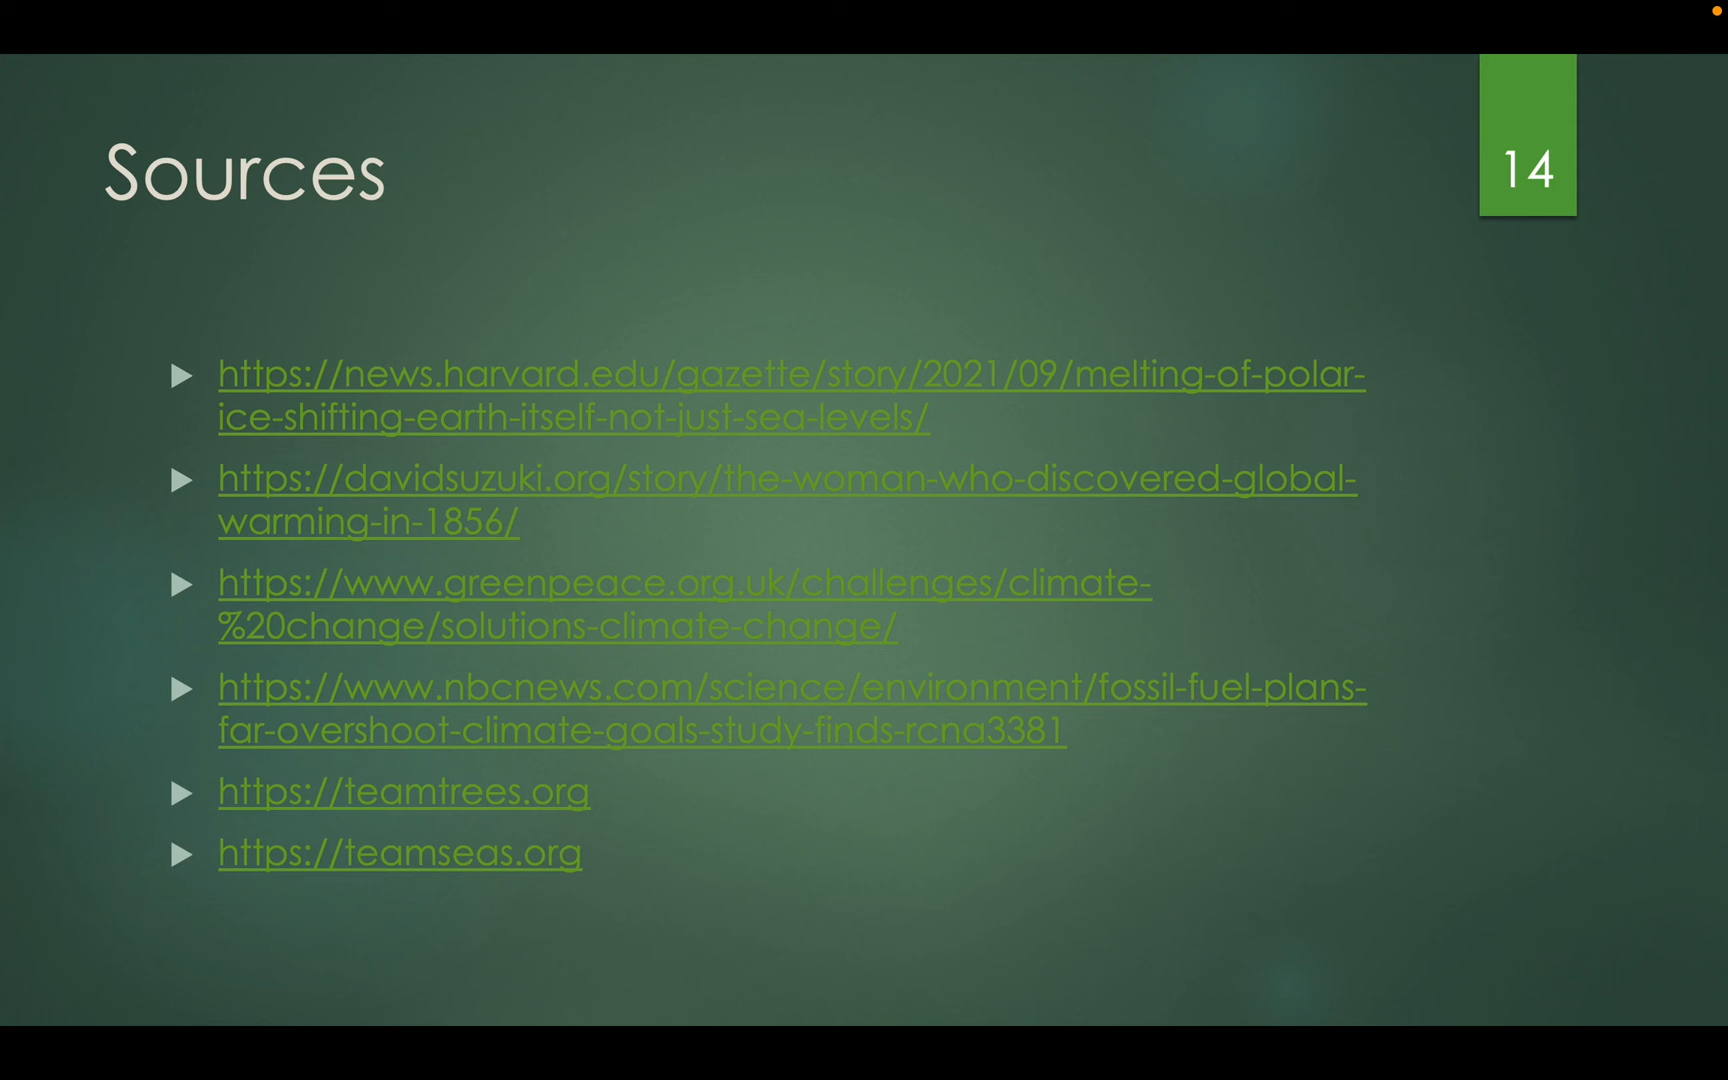 Sources
14
https://news.harvard.edu/gazette/story/2021/09/melting-of-polar-
ice-shifting-earth-itself-not-just-sea-levels/
https://davidsuzuki.org/story/the-woman-who-discovered-global-
warming-in-1856/
https://www.greenpeace.org.uk/challenges/climate-
%20change/solutions-climate-change/
https://www.nbcnews.com/science/environment/fossil-fuel-plans-
far-overshoot-climate-goals-study-finds-rcna3381
https://teamtrees.org
https://teamseas.org